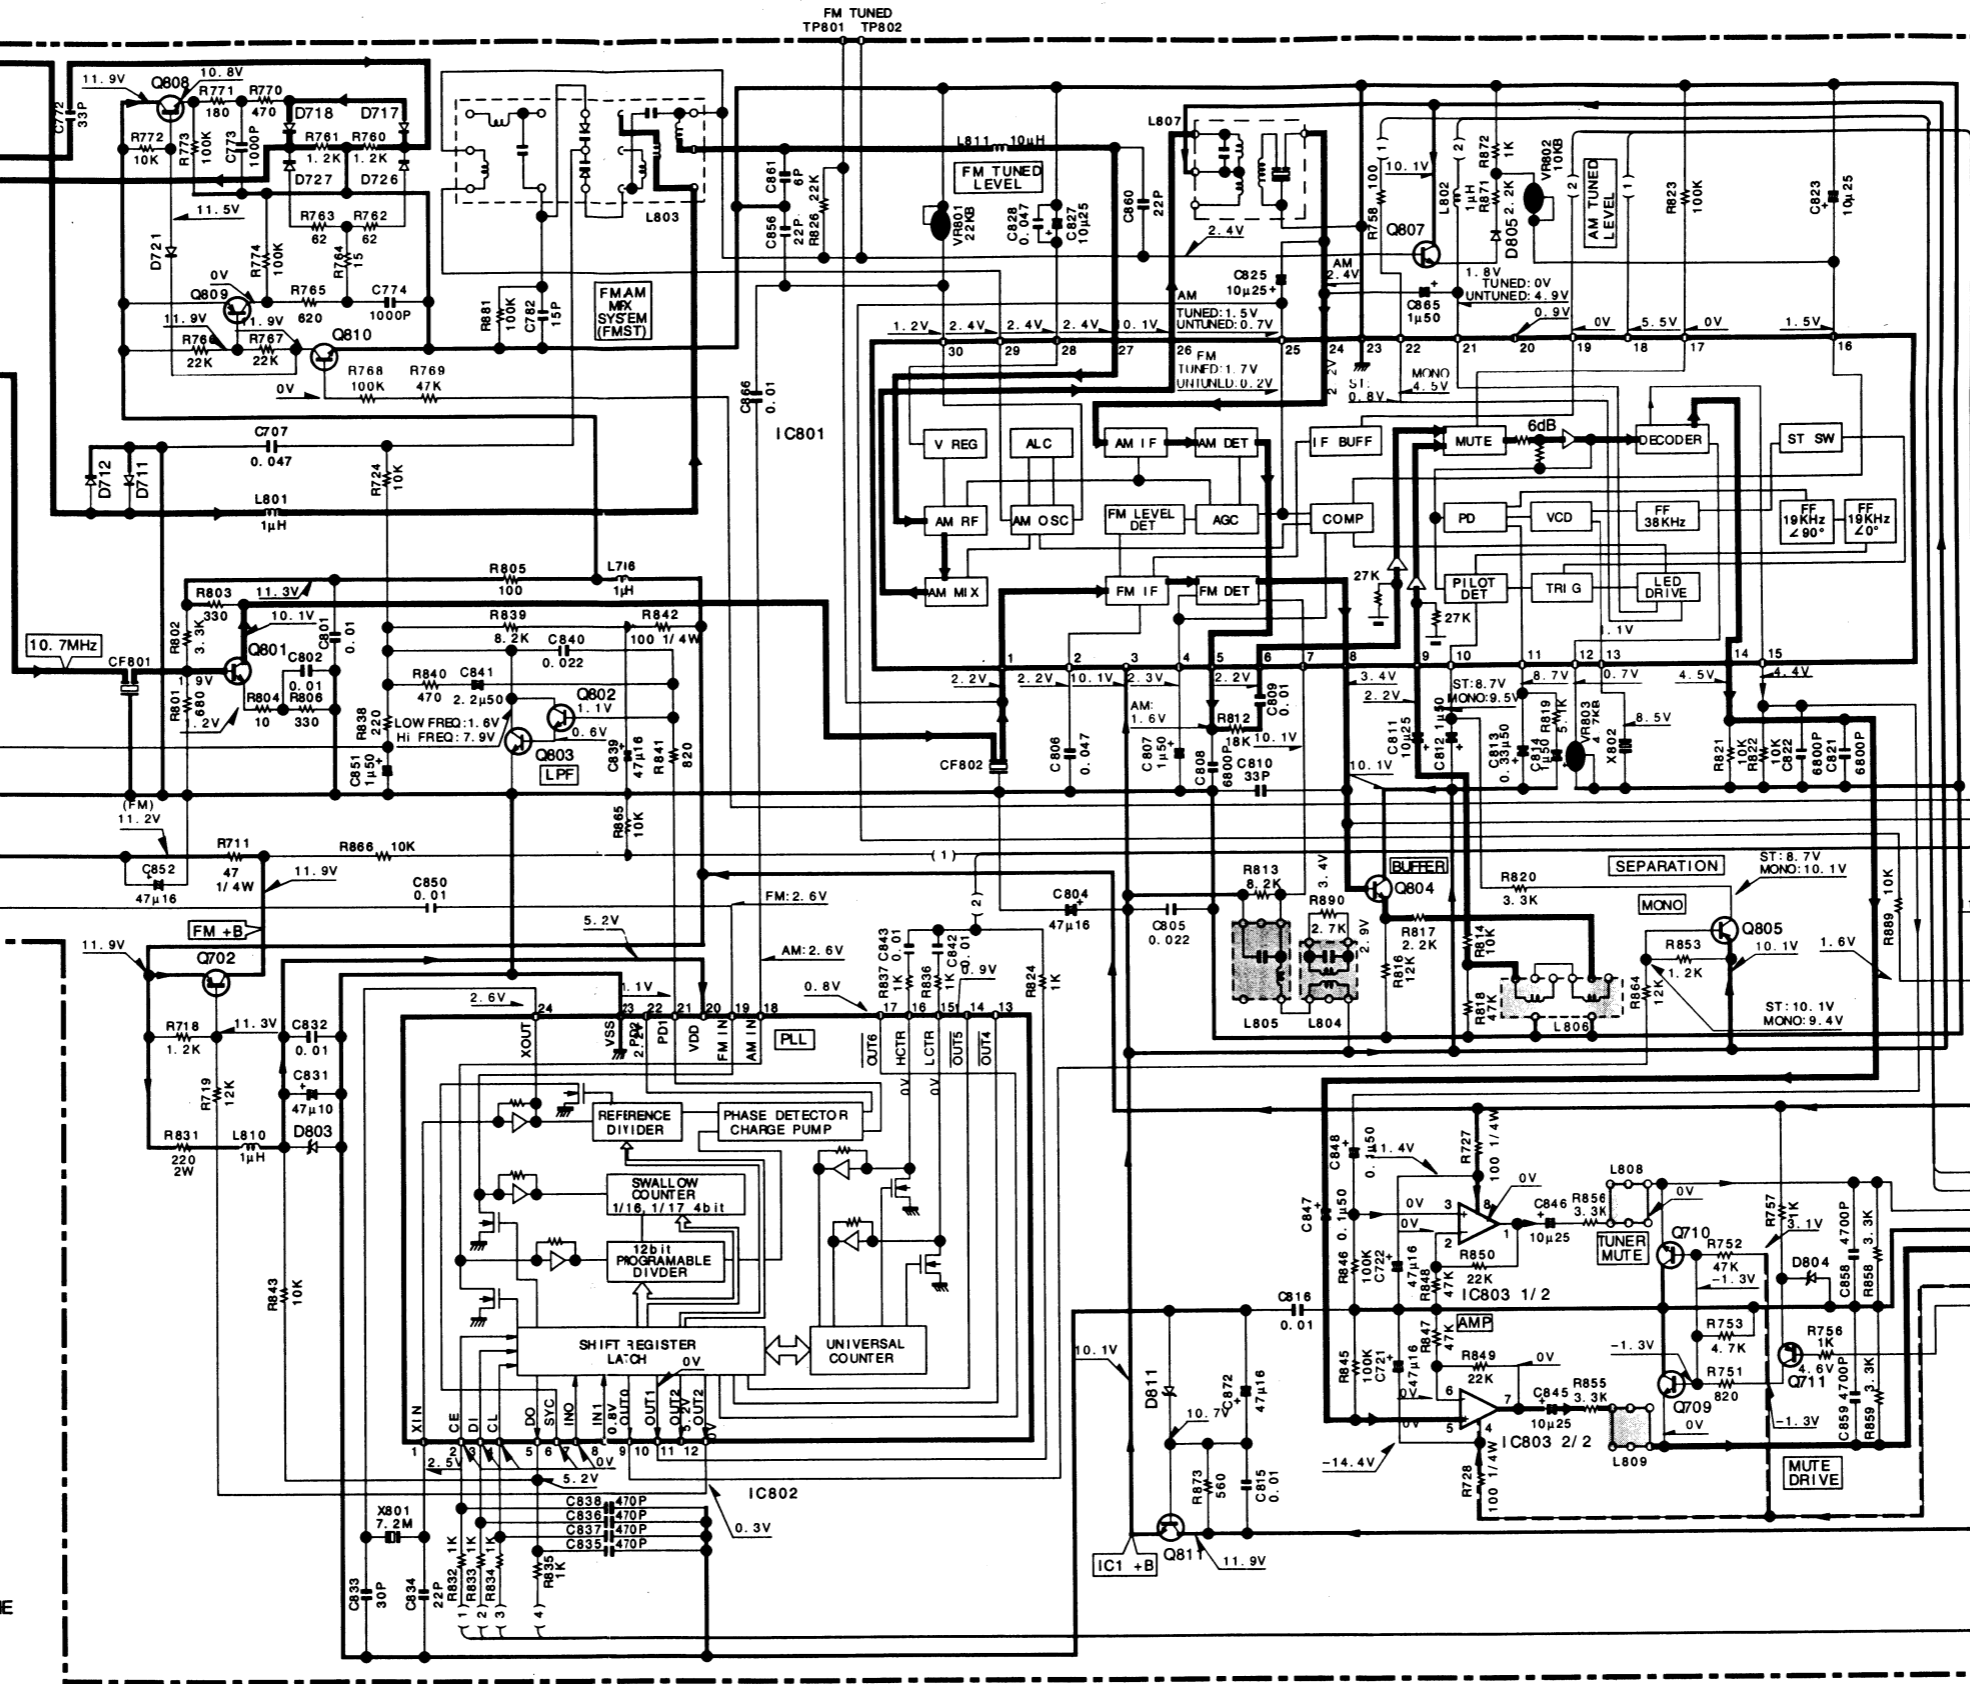 FM TUNED
TP801 TP802
11.9V
Q808
10.8V
C772
33P
R771
180
R770
470
D718
D717
R772
10K
R773
100K
C773
1000P
R761
1.2K
R760
1.2K
D727
D726
11.5V
R763
62
R762
62
D721
R774
100K
R764
15
0V
Q809
R765
620
C774
1000P
11.9V
11.9V
Q810
R767
22K
22K
0V
R768
100K
R769
47K
L803
R881
100K
C782
15P
FMAM
MIX
SYSTEM
(FMST)
C861
6P
C856
22P
R826
22K
C866
0.01
IC801
L811 10μH
FM TUNED
LEVEL
VR801
22KB
C828
0.047
C827
10μ25
C860
22P
L807
2.4V
C825
10μ25
AM
2.4V
R758
100
10.1V
Q807
L802
1μH
R872
1K
R871
2.2K
D805
VR802
10KB
AM TUNED
LEVEL
R823
100K
C823
10μ25
C865
1μ50
1.8V
TUNED:0V
UNTUNED:4.9V
0.9V
AM
TUNED:1.5V
UNTUNED:0.7V
FM
TUNED:1.7V
UNTUNED:0.2V
1.2V
2.4V
2.4V
2.4V
10.1V
0V
5.5V
0V
1.5V
30 29 28 27 26 25 24 23 22 21 20 19 18 17 16
ST:
0.8V
MONO
4.5V
V REG
ALC
AM IF
AM DET
IF BUFF
MUTE
6dB
DECODER
ST SW
AM RF
AM OSC
FM LEVEL
DET
AGC
COMP
PD
VCD
FF
38KHz
FF
19KHz
∠90°
FF
19KHz
∠0°
AM MIX
FM IF
FM DET
27K
27K
PILOT
DET
TRIG
LED
DRIVE
1.1V
1 2 3 4 5 6 7 8 9 10 11 12 13 14 15
2.2V
2.2V
10.1V
2.3V
2.2V
3.4V
2.2V
ST:8.7V
MONO:9.5V
8.7V
0.7V
4.5V
4.4V
D712
D711
C707
0.047
R724
10K
L801
1μH
R803
330
11.3V
R805
100
L716
1μH
R802
3.3K
10.1V
C801
0.01
R839
8.2K
R842
100 1/4W
10.7MHz
CF801
Q801
C802
0.01
1.9V
R801
680
R804
10
R806
330
1.2V
C840
0.022
R840
470
C841
2.2μ50
Q802
1.1V
R838
220
LOW FREQ:1.6V
Hi FREQ:7.9V
0.6V
Q803
LPF
C851
1μ50
C839
47μ16
R841
820
(FM)
11.2V
R865
10K
CF802
C806
0.047
AM:
1.6V
C807
1μ50
C808
6800P
R812
18K
C809
0.01
10.1V
C810
33P
10.1V
C811
10μ25
C812
1μ50
C813
0.33μ50
C814
1μ50
R819
VR803
X802
8.5V
R821
10K
R822
10K
C822
6800P
C821
6800P
R711
47
1/4W
R866 10K
(1)
C852
47μ16
11.9V
C850
0.01
FM:2.6V
FM +B
5.2V
AM:2.6V
C804
47μ16
C805
0.022
R813
8.2K
3.4V
R890
2.7K
2.9V
BUFFER
Q804
R817
2.2K
R816
12K
R814
10K
R818
47K
R820
3.3K
L805
L804
L806
SEPARATION
MONO
ST:8.7V
MONO:10.1V
Q805
R853
1.2K
10.1V
1.6V
R864
12K
R889
10K
ST:10.1V
MONO:9.4V
11.9V
Q702
R718
1.2K
11.3V
R719
12K
C832
0.01
C831
47μ10
D803
R831
220
2W
L810
1μH
2.6V
1.1V
0.8V
R837
1K
C843
0.01
R836
1K
C842
0.01
0.9V
R824
1K
24 23 22 21 20 19 18
17 16 15 14 13
XOUT
VSS
PD2
2.2V
PD1
VDD
FM IN
AM IN
PLL
OUT6
HCTR
LCTR
OUT5
OUT4
0V
0V
REFERENCE
DIVIDER
PHASE DETECTOR
CHARGE PUMP
SWALLOW
COUNTER
1/16,1/17 4bit
12bit
PROGRAMABLE
DIVDER
SHIFT REGISTER
LATCH
UNIVERSAL
COUNTER
0V
XIN
CE
DI
CL
DO
SYC
INO
IN1
0.8V
OUT0
OUT1
OUT2
5.2V
OUT2
0V
1 2 3 4 5 6 7 8 9 10 11 12
2.5V
0V
5.2V
IC802
R843
10K
X801
7.2M
C838 470P
C836 470P
C837 470P
C835 470P
0.3V
C833
30P
C834
22P
R832
1K
R833
1K
R834
1K
R835
1K
(1)
(2)
(3)
(4)
10.1V
D811
C872
47μ16
10.7V
R873
560
C815
0.01
IC1 +B
Q811
11.9V
C816
0.01
C848
0.1μ50
C847
0.1μ50
11.4V
R727
100 1/4W
0V
0V
0V
3
2
8
1
C846
10μ25
R856
3.3K
L808
0V
TUNER
MUTE
Q710
R757
1K
3.1V
R752
47K
-1.3V
D804
C858
4700P
R858
3.3K
R846
100K
C722
47μ16
R848
47K
R850
22K
IC803 1/2
AMP
R847
47K
R845
100K
C721
47μ16
R849
22K
0V
0V
0V
6
5
7
4
C845
10μ25
R855
3.3K
-1.3V
R753
4.7K
R751
820
R756
1K
4.6V
Q711
Q709
0V
-1.3V
C859
4700P
R859
3.3K
IC803 2/2
L809
-14.4V
R728
100 1/4W
MUTE
DRIVE